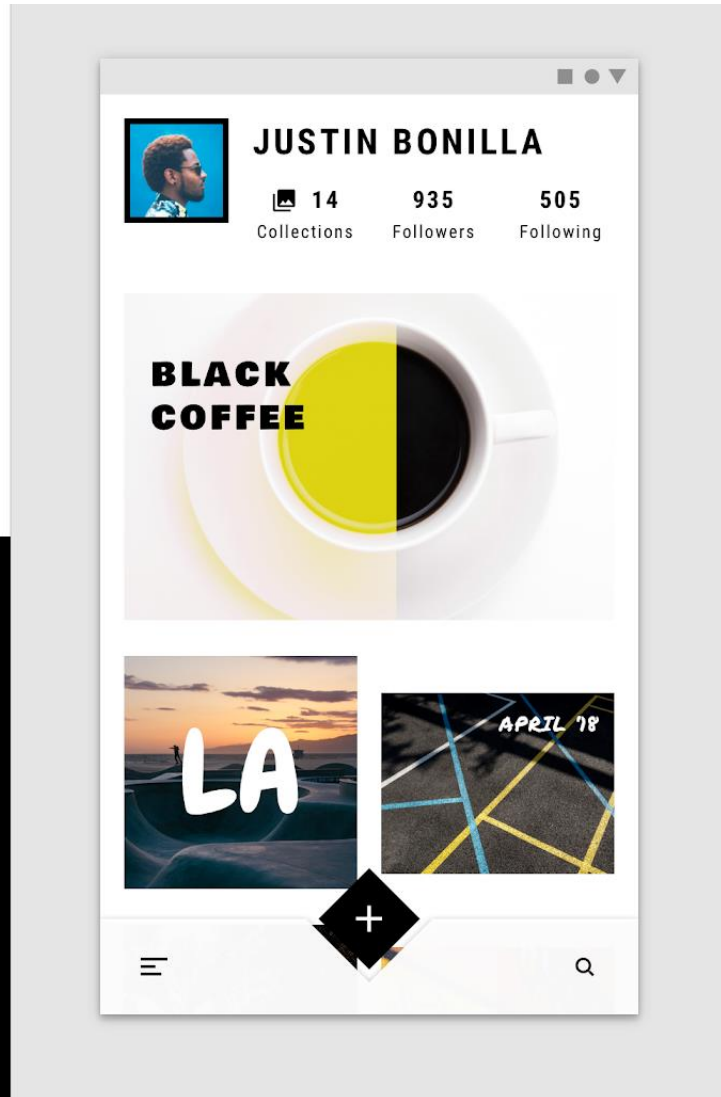 JUSTIN BONILLA
14 935 505
Collections Followers Following
BLACK
COFFEE
LA
APRIL '18